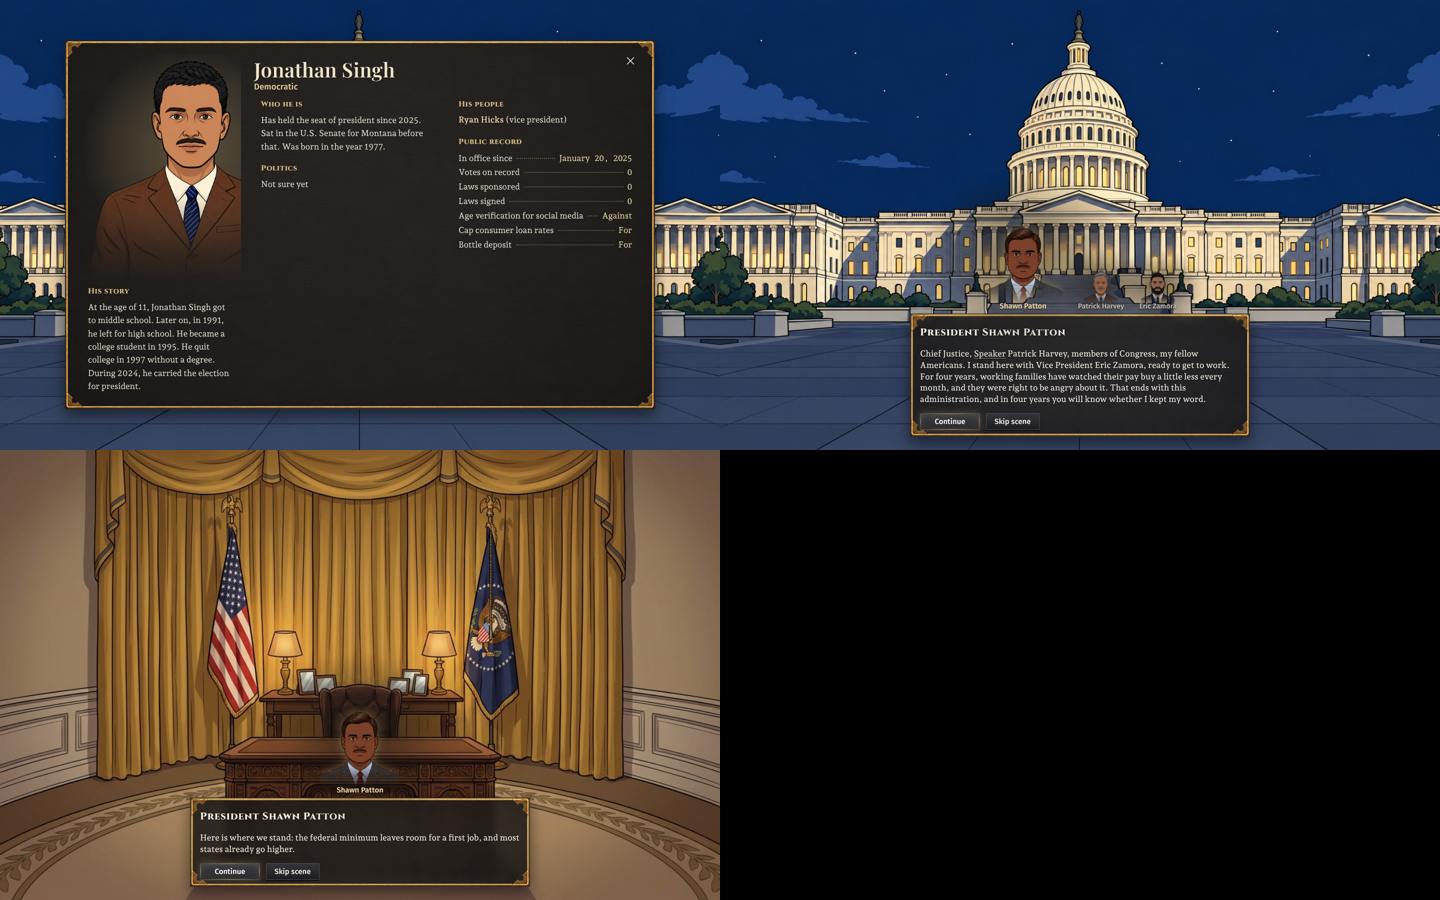 Jonathan Singh
Democratic
Who he is
Has held the seat of president since 2025.
Sat in the U.S. Senate for Montana before
that. Was born in the year 1977.
Politics
Not sure yet
His people
Ryan Hicks (vice president)
Public record
In office since January 20, 2025
Votes on record 0
Laws sponsored 0
Laws signed 0
Age verification for social media Against
Cap consumer loan rates For
Bottle deposit For
His story
At the age of 11, Jonathan Singh got
to middle school. Later on, in 1991,
he left for high school. He became a
college student in 1995. He quit
college in 1997 without a degree.
During 2024, he carried the election
for president.
Shawn Patton
Patrick Harvey
Eric Zamora
President Shawn Patton
Chief Justice, Speaker Patrick Harvey, members of Congress, my fellow
Americans. I stand here with Vice President Eric Zamora, ready to get to work.
For four years, working families have watched their pay buy a little less every
month, and they were right to be angry about it. That ends with this
administration, and in four years you will know whether I kept my word.
Continue
Skip scene
Shawn Patton
President Shawn Patton
Here is where we stand: the federal minimum leaves room for a first job, and most
states already go higher.
Continue
Skip scene